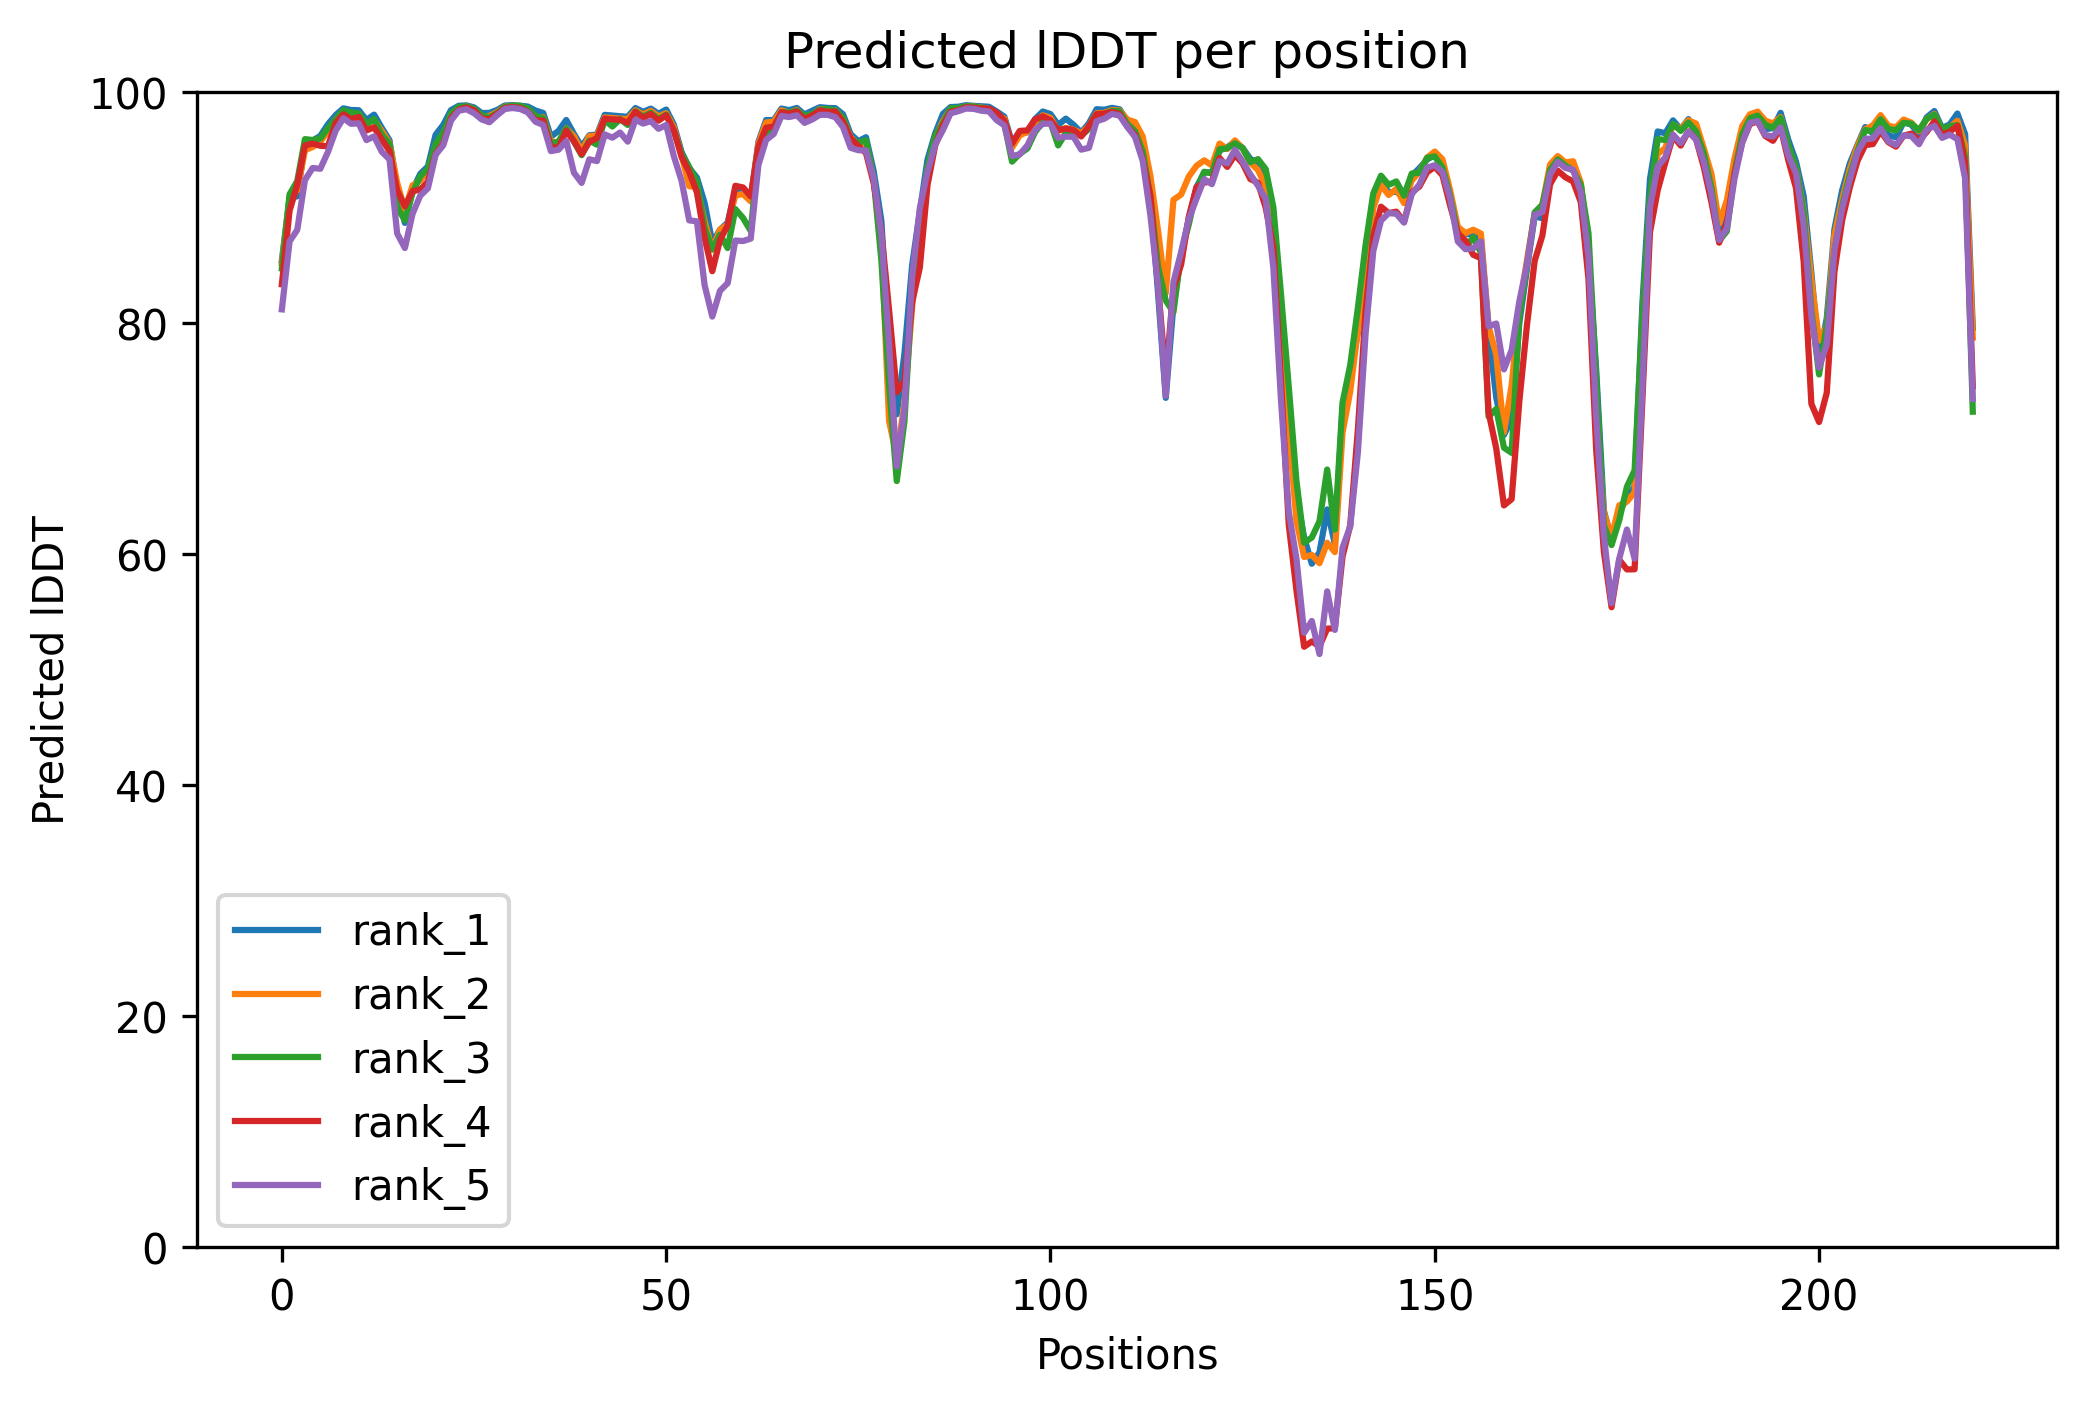 Predicted lDDT per position
100
80
60
40
20
0
Predicted lDDT
rank_1
rank_2
rank_3
rank_4
rank_5
0 50 100 150 200
Positions